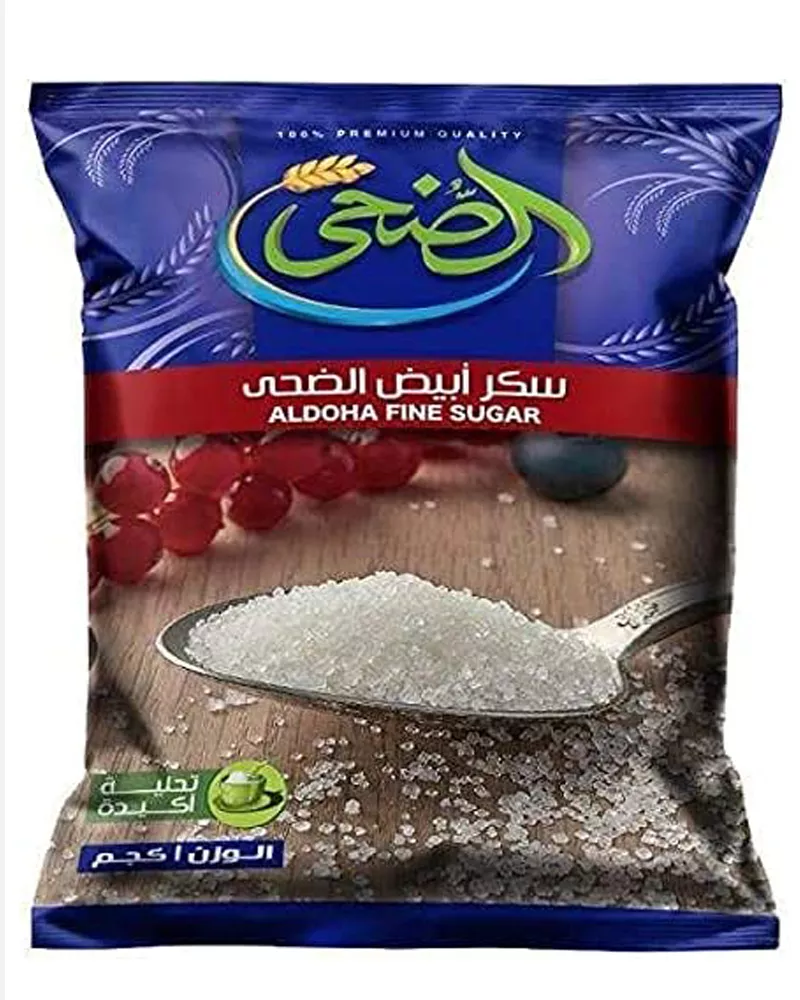 100% PREMIUM QUALITY
الضحى
سكر أبيض الضحى
ALDOHA FINE SUGAR
تحلية
أكيدة
الوزن ١ كجم